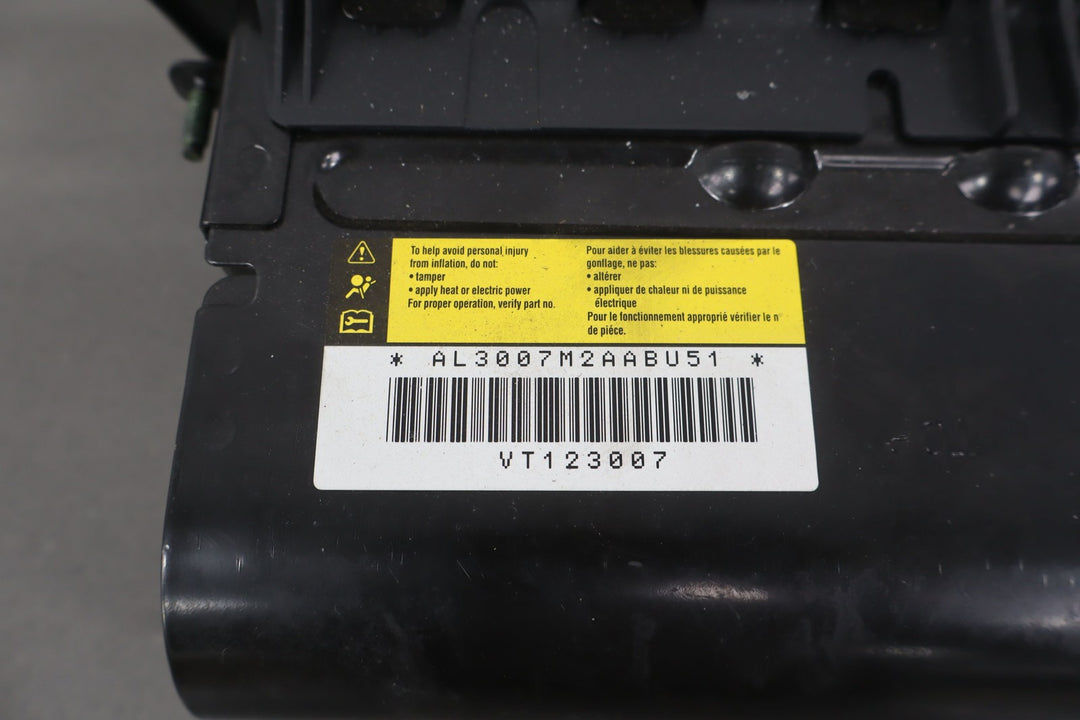 To help avoid personal injury
from inflation, do not:
• tamper
• apply heat or electric power
For proper operation, verify part no.
Pour aider à éviter les blessures causées par le
gonflage, ne pas:
• altérer
• appliquer de chaleur ni de puissance
électrique
Pour le fonctionnement approprié vérifier le n
de piéce.
* AL3007M2AABU51 *
VT123007